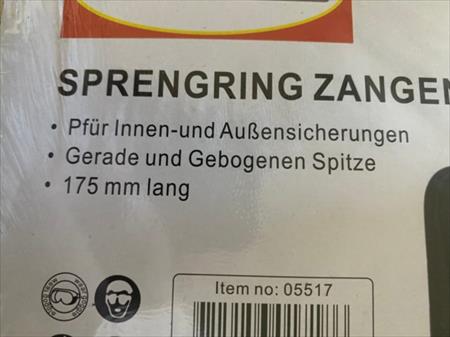 SPRENGRING ZANGEN
• Pfür Innen-und Außensicherungen
• Gerade und Gebogenen Spitze
• 175 mm lang
Item no: 05517